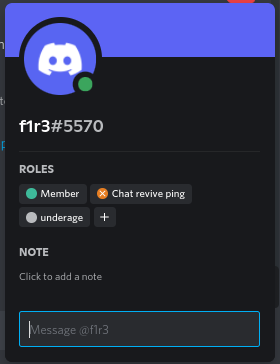 f1r3#5570
ROLES
Member
Chat revive ping
underage
+
NOTE
Click to add a note
Message @f1r3